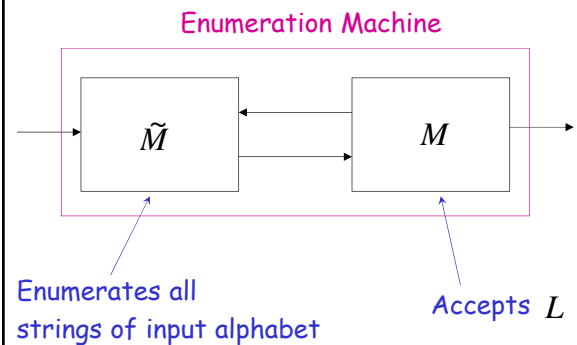 Enumeration Machine
M̃ M
Enumerates all
strings of input alphabet
Accepts L